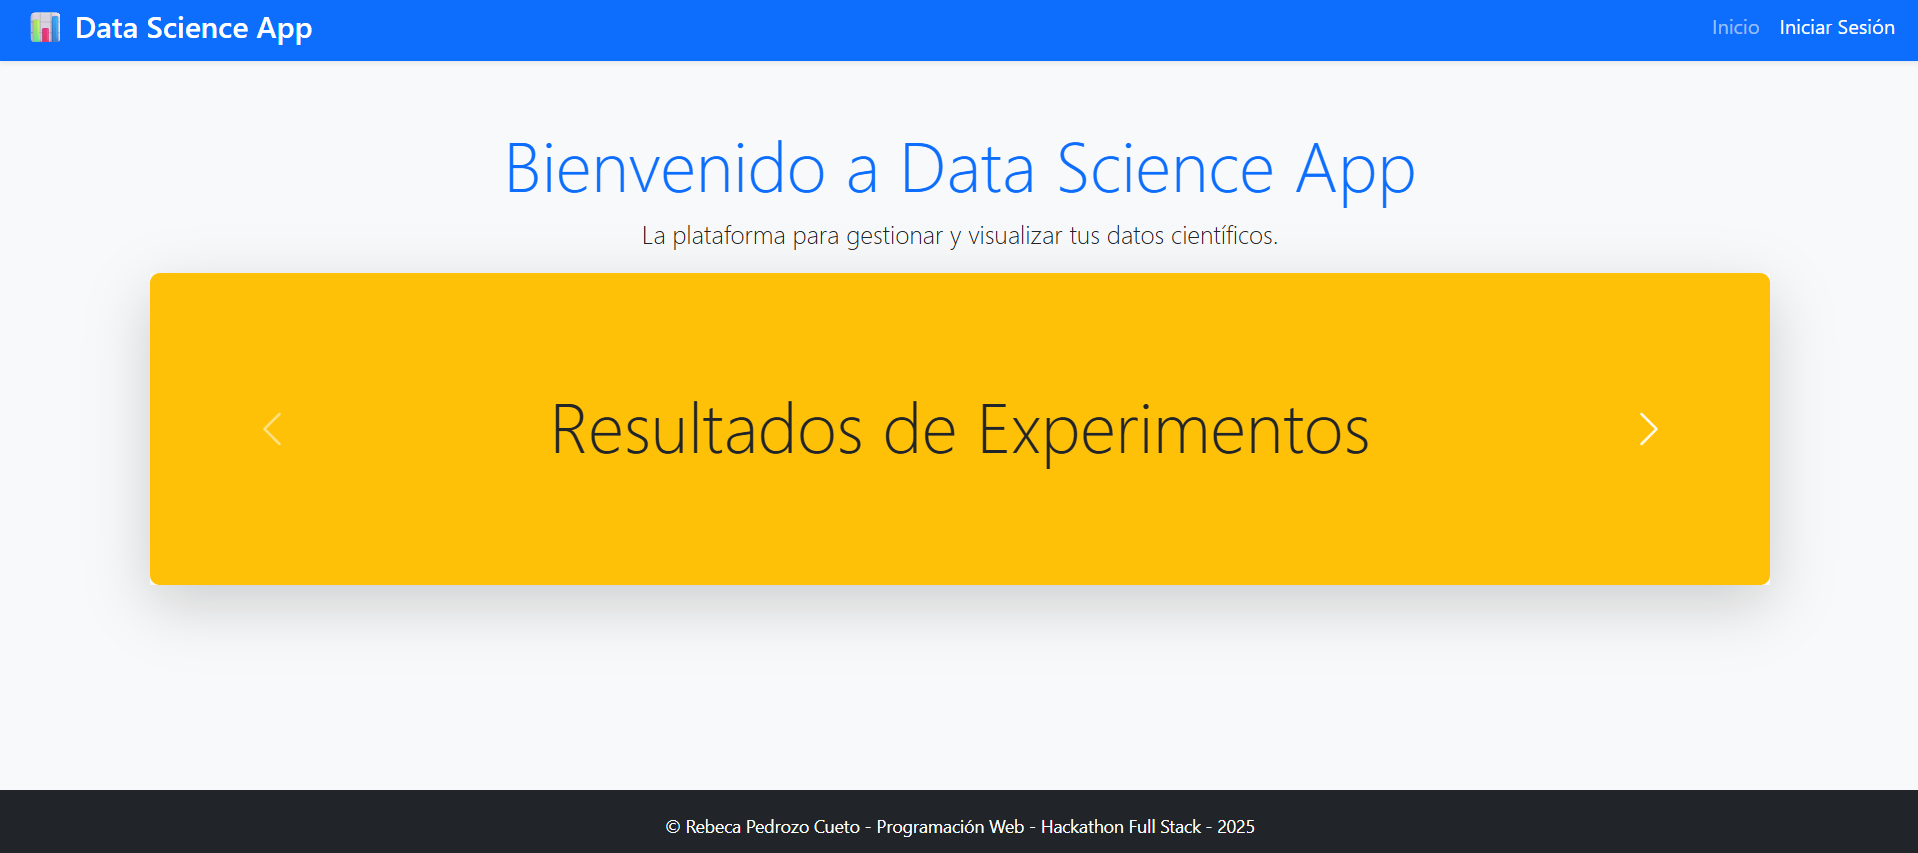 Data Science App
Inicio
Iniciar Sesión
Bienvenido a Data Science App
La plataforma para gestionar y visualizar tus datos científicos.
Resultados de Experimentos
© Rebeca Pedrozo Cueto - Programación Web - Hackathon Full Stack - 2025